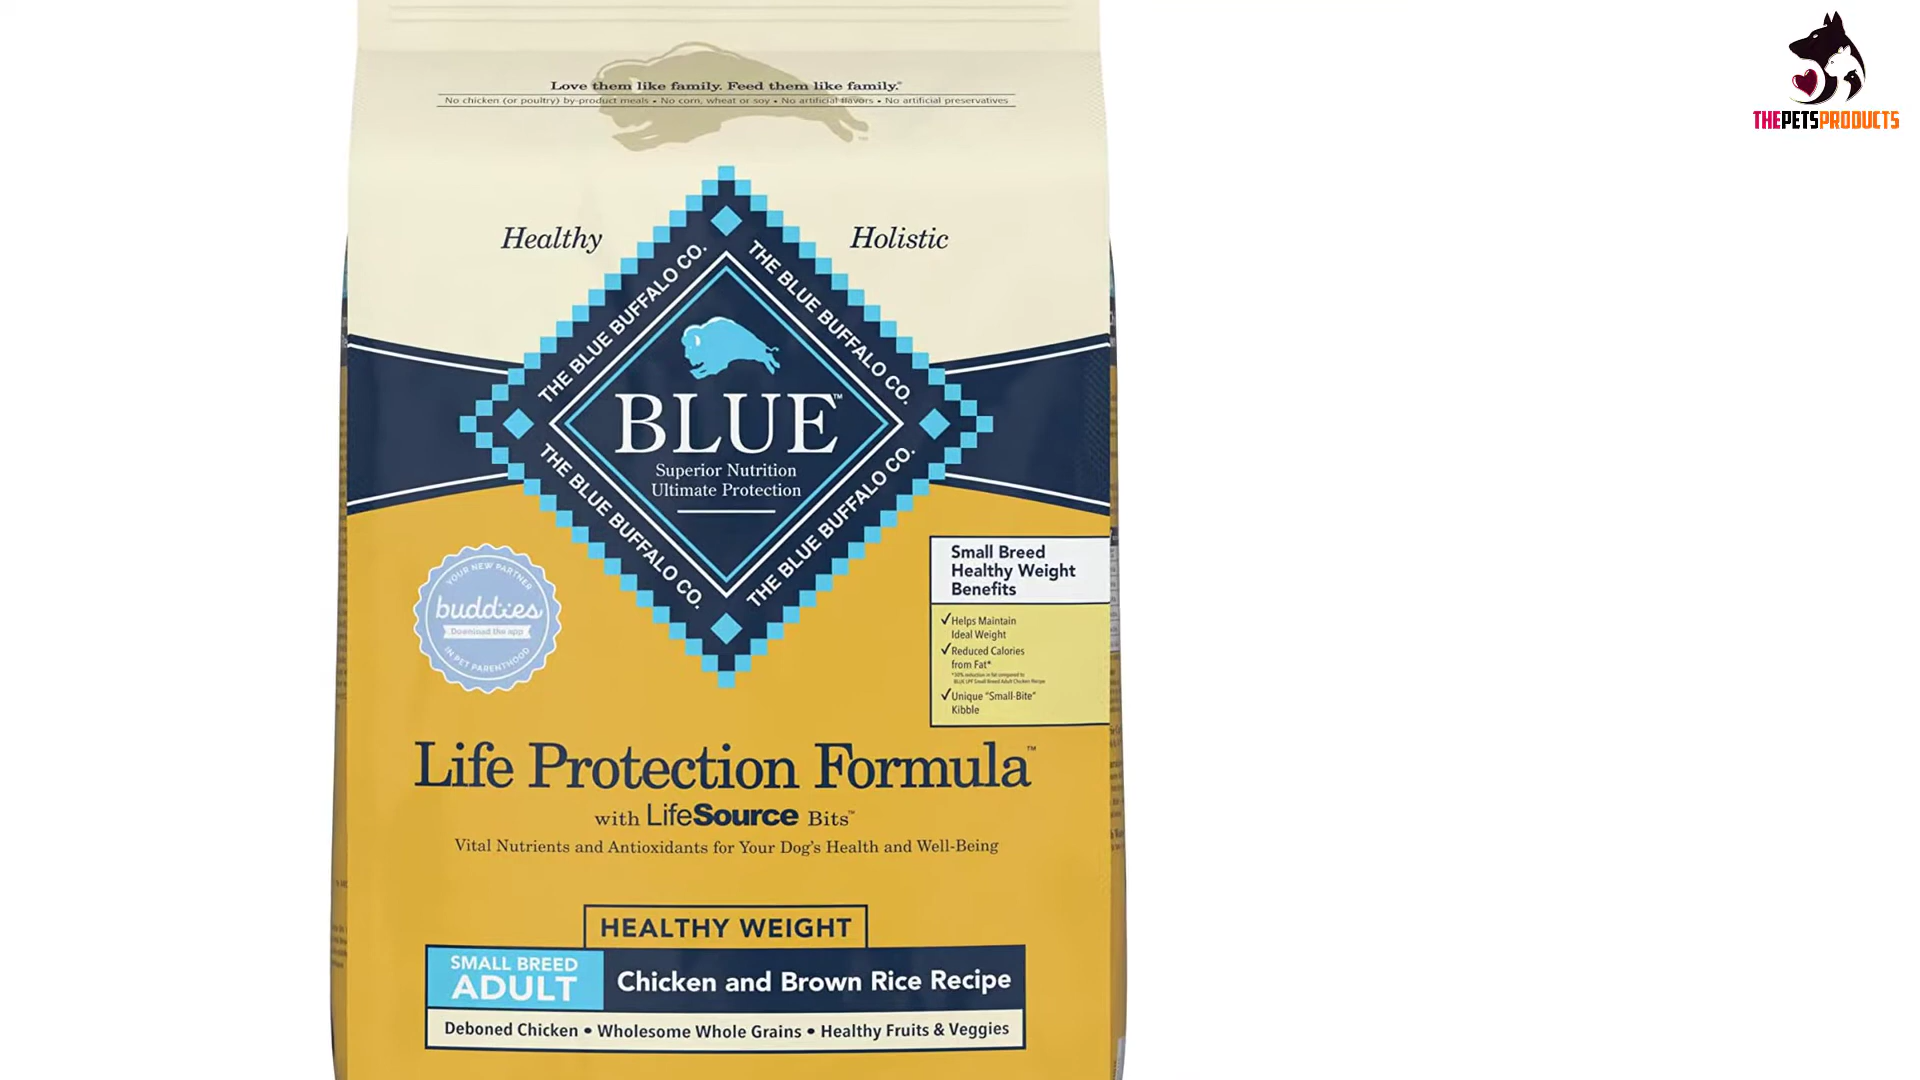 THEPETSPRODUCTS
Love them like family. Feed them like family.®
No chicken (or poultry) by-product meals • No corn, wheat or soy • No artificial flavors • No artificial preservatives
Healthy
Holistic
THE BLUE BUFFALO CO.
THE BLUE BUFFALO CO.
BLUE™
Superior Nutrition
Ultimate Protection
THE BLUE BUFFALO CO.
THE BLUE BUFFALO CO.
YOUR NEW PARTNER
buddies
Download the app
IN PET PARENTHOOD
Small Breed
Healthy Weight
Benefits
✓Helps Maintain
Ideal Weight
✓Reduced Calories
from Fat*
✓Unique "Small-Bite"
Kibble
Life Protection Formula™
with LifeSource Bits™
Vital Nutrients and Antioxidants for Your Dog's Health and Well-Being
HEALTHY WEIGHT
SMALL BREED
ADULT
Chicken and Brown Rice Recipe
Deboned Chicken • Wholesome Whole Grains • Healthy Fruits & Veggies